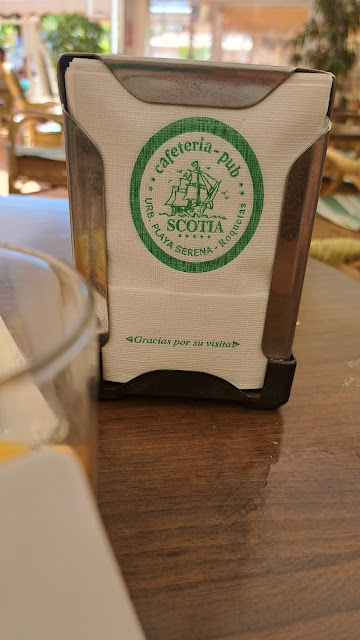 cafeteria-pub
SCOTIA
URB. PLAYA SERENA-Roquetas
Gracias por su visita